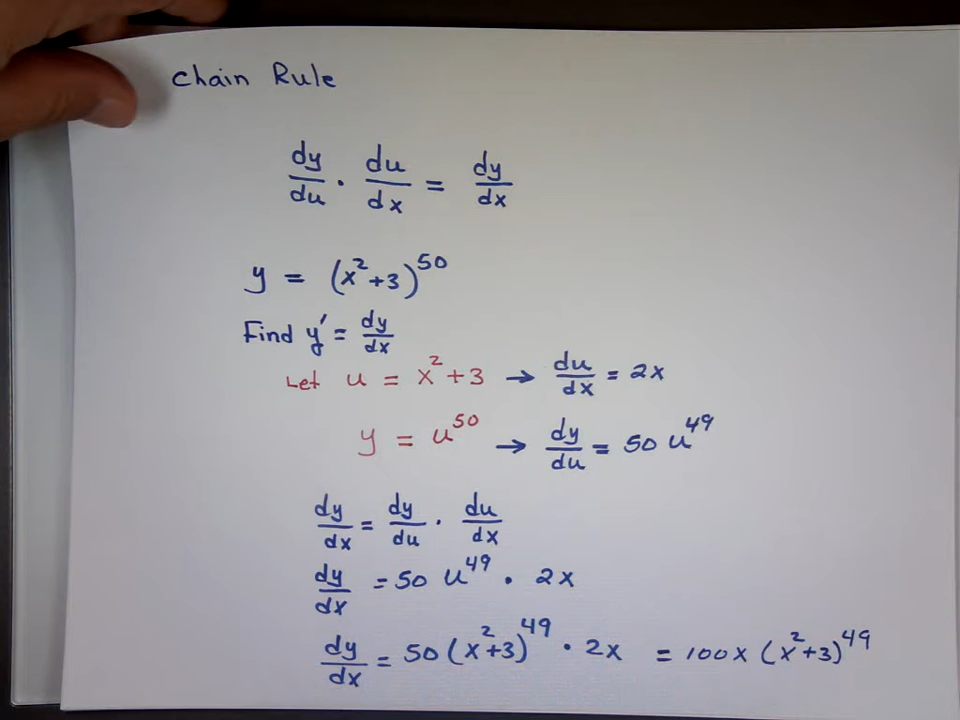 Chain Rule
dy/du · du/dx = dy/dx
y = (x²+3)⁵⁰
Find y' = dy/dx
Let u = x²+3 → du/dx = 2x
y = u⁵⁰ → dy/du = 50 u⁴⁹
dy/dx = dy/du · du/dx
dy/dx = 50 u⁴⁹ · 2x
dy/dx = 50 (x²+3)⁴⁹ · 2x = 100x (x²+3)⁴⁹